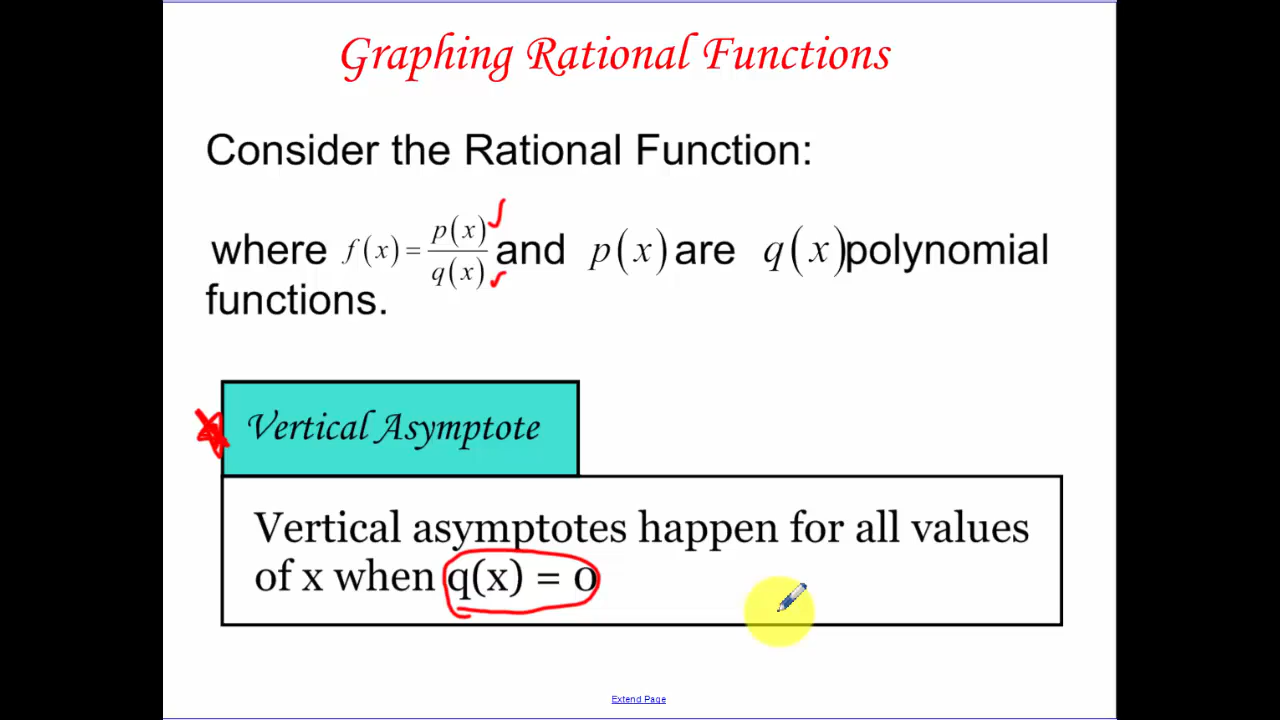 Graphing Rational Functions
Consider the Rational Function:
where f(x) = p(x)/q(x) and p(x) are q(x) polynomial
functions.
Vertical Asymptote
Vertical asymptotes happen for all values
of x when q(x) = 0
Extend Page